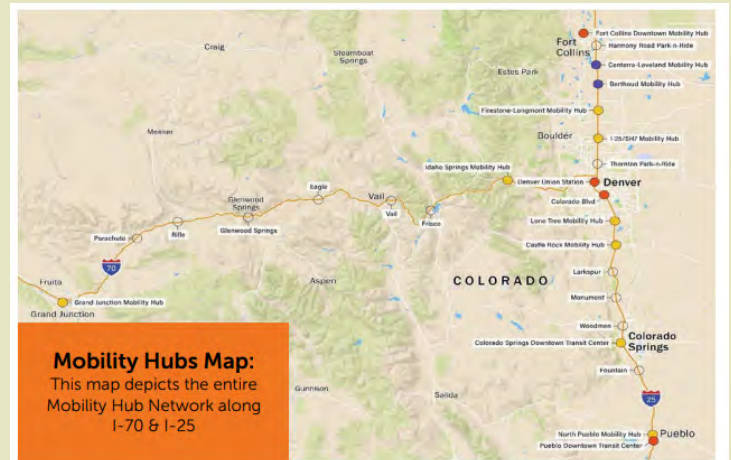 Fort Collins Downtown Mobility Hub
Fort
Collins
Harmony Road Park-n-Ride
Craig
Steamboat
Springs
Centerra-Loveland Mobility Hub
Estes Park
Berthoud Mobility Hub
Firestone-Longmont Mobility Hub
Meeker
Boulder
I-25/SH7 Mobility Hub
Thornton Park-n-Ride
Idaho Springs Mobility Hub
Denver Union Station
Denver
Eagle
Vail
Glenwood
Springs
Colorado Blvd
Vail
Frisco
Lone Tree Mobility Hub
Glenwood Springs
Rifle
Parachute
Castle Rock Mobility Hub
70
Larkspur
Fruita
Aspen
COLORADO
Grand Junction Mobility Hub
Monument
Grand Junction
Woodmen
Colorado
Springs
Colorado Springs Downtown Transit Center
Mobility Hubs Map:
This map depicts the entire
Mobility Hub Network along
I-70 & I-25
Fountain
Gunnison
Salida
25
North Pueblo Mobility Hub
Pueblo
Pueblo Downtown Transit Center